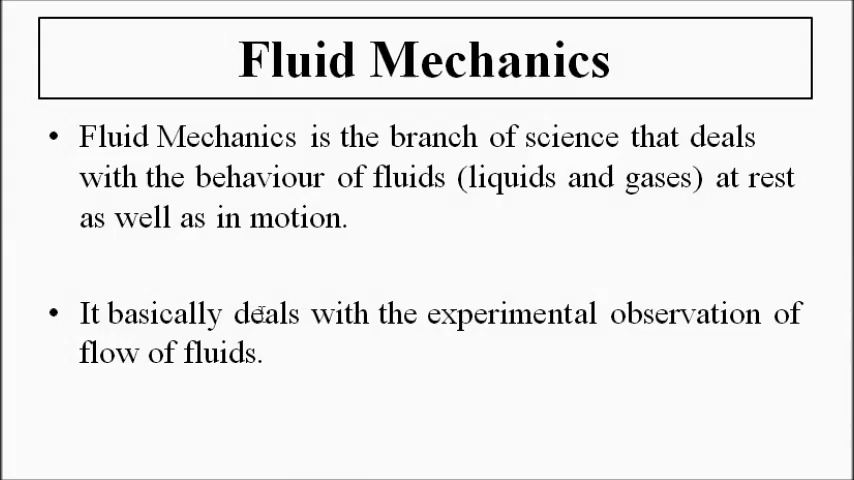 Fluid Mechanics
• Fluid Mechanics is the branch of science that deals
with the behaviour of fluids (liquids and gases) at rest
as well as in motion.
• It basically deals with the experimental observation of
flow of fluids.